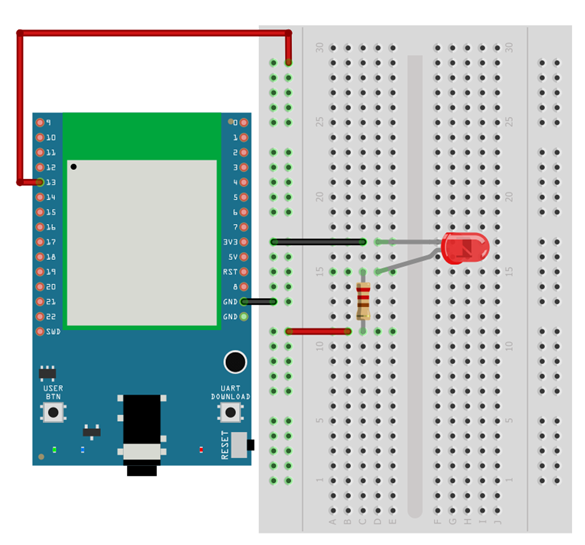 30 30
9 0
10 1
11 2
12 3
13 4
14 5
15 6
16 7
17 3V3
18 5V
19 RST
20 8
21 GND
22 GND
SWD
25 25
20 20
15 15
10 10
USER
BTN
UART
DOWNLOAD
RESET
5 5
1 1
A B C D E F G H I J